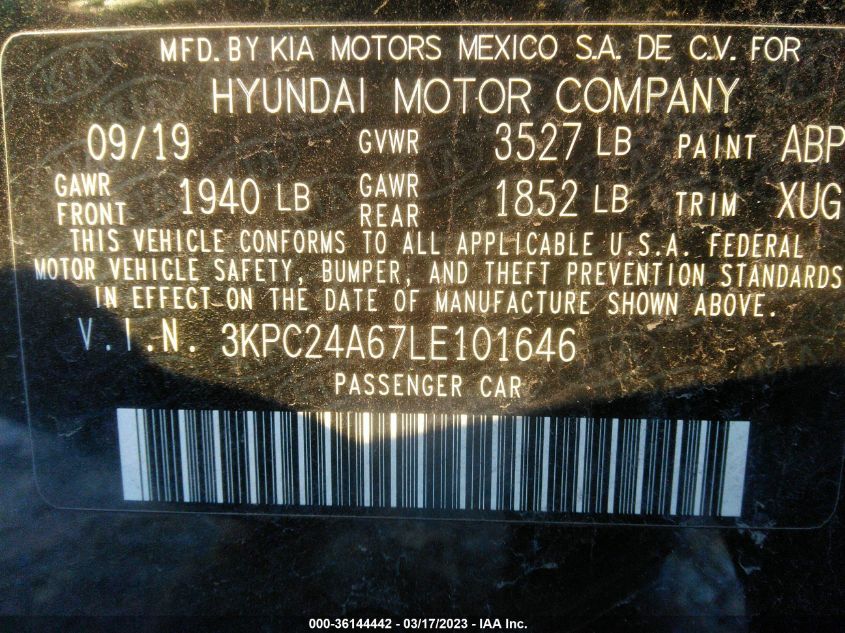 MFD. BY KIA MOTORS MEXICO S.A. DE C.V. FOR
HYUNDAI MOTOR COMPANY
09/19 GVWR 3527 LB PAINT ABP
GAWR FRONT 1940 LB GAWR REAR 1852 LB TRIM XUG
THIS VEHICLE CONFORMS TO ALL APPLICABLE U.S.A. FEDERAL
MOTOR VEHICLE SAFETY, BUMPER, AND THEFT PREVENTION STANDARDS
IN EFFECT ON THE DATE OF MANUFACTURE SHOWN ABOVE.
V.I.N. 3KPC24A67LE101646
PASSENGER CAR
000-36144442 - 03/17/2023 - IAA Inc.